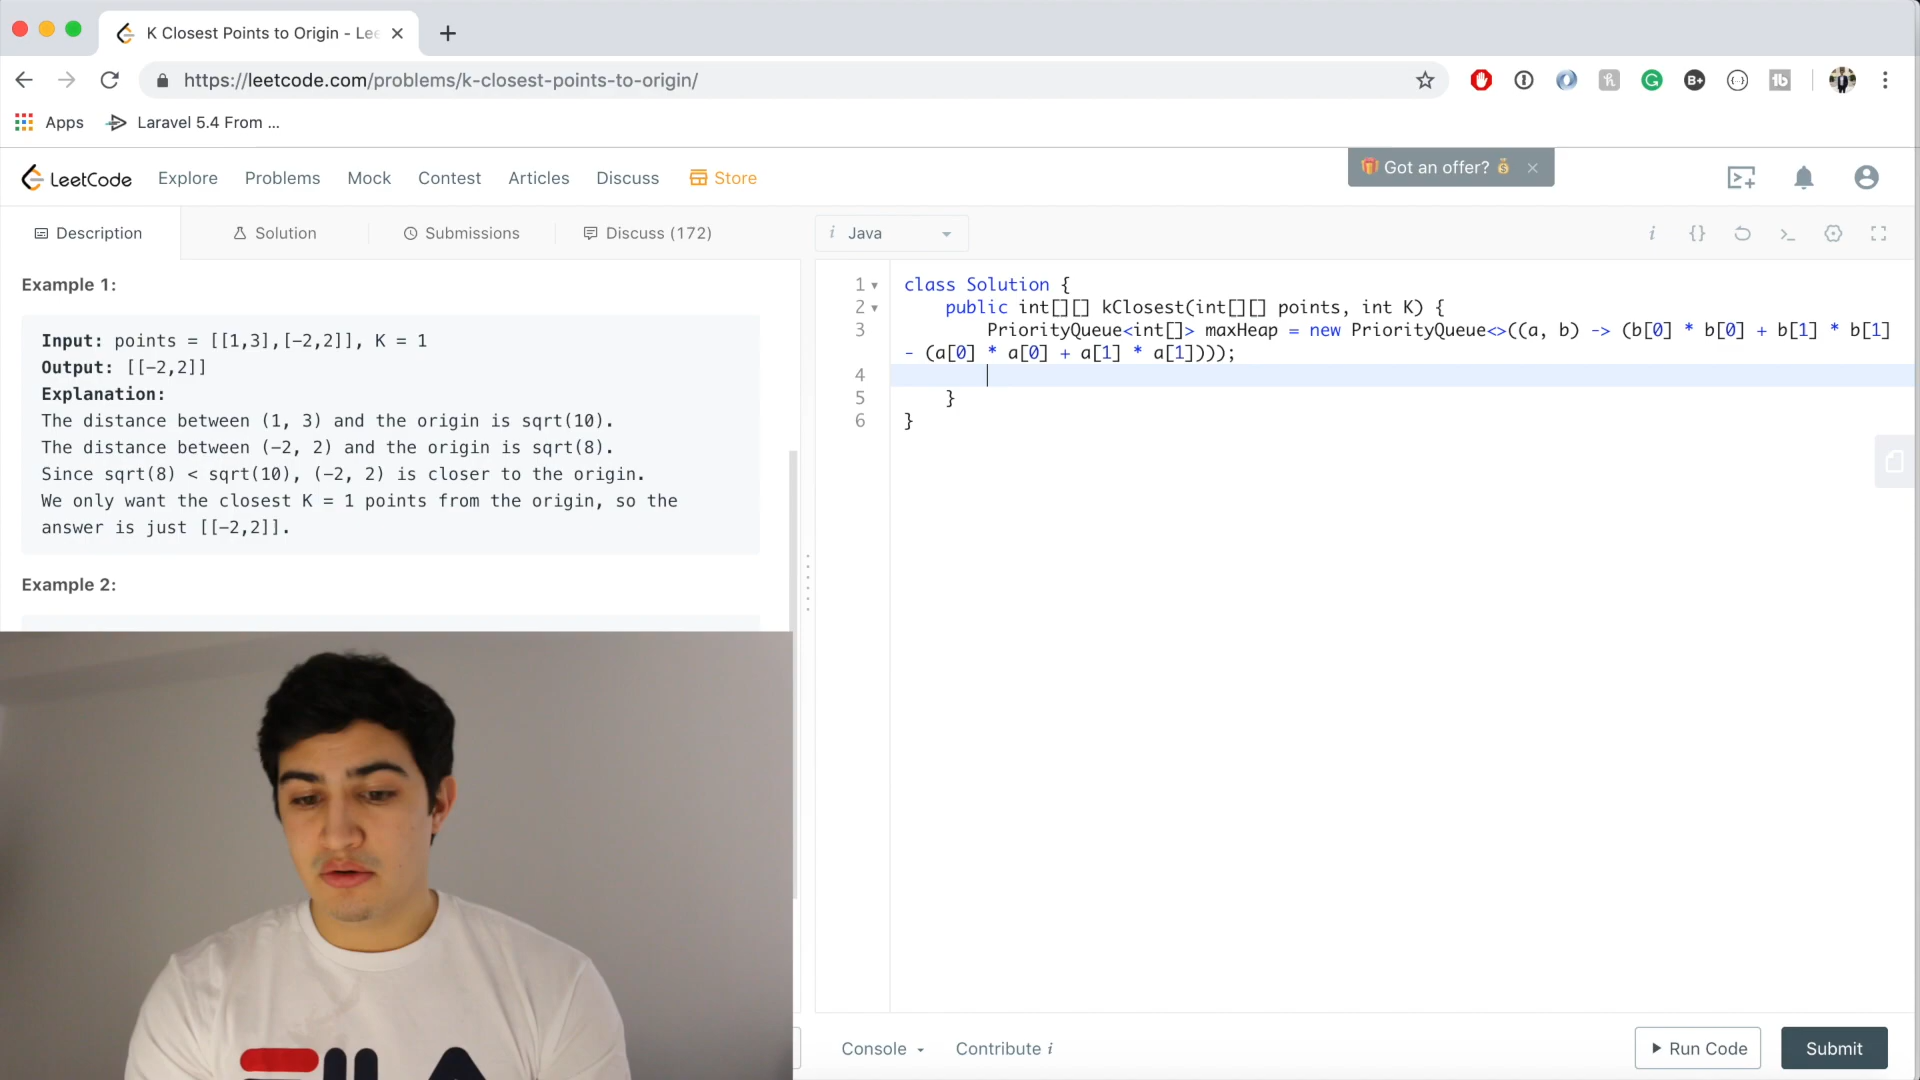 K Closest Points to Origin - Lee
https://leetcode.com/problems/k-closest-points-to-origin/
Apps
Laravel 5.4 From ...
LeetCode
Explore
Problems
Mock
Contest
Articles
Discuss
Store
Got an offer?
Description
Solution
Submissions
Discuss (172)
Java
Example 1:
Input: points = [[1,3],[-2,2]], K = 1
Output: [[-2,2]]
Explanation:
The distance between (1, 3) and the origin is sqrt(10).
The distance between (-2, 2) and the origin is sqrt(8).
Since sqrt(8) < sqrt(10), (-2, 2) is closer to the origin.
We only want the closest K = 1 points from the origin, so the
answer is just [[-2,2]].
Example 2:
1 class Solution {
2 public int[][] kClosest(int[][] points, int K) {
3 PriorityQueue<int[]> maxHeap = new PriorityQueue<>((a, b) -> (b[0] * b[0] + b[1] * b[1]
- (a[0] * a[0] + a[1] * a[1])));
4
5 }
6 }
FILA
Console
Contribute i
Run Code
Submit